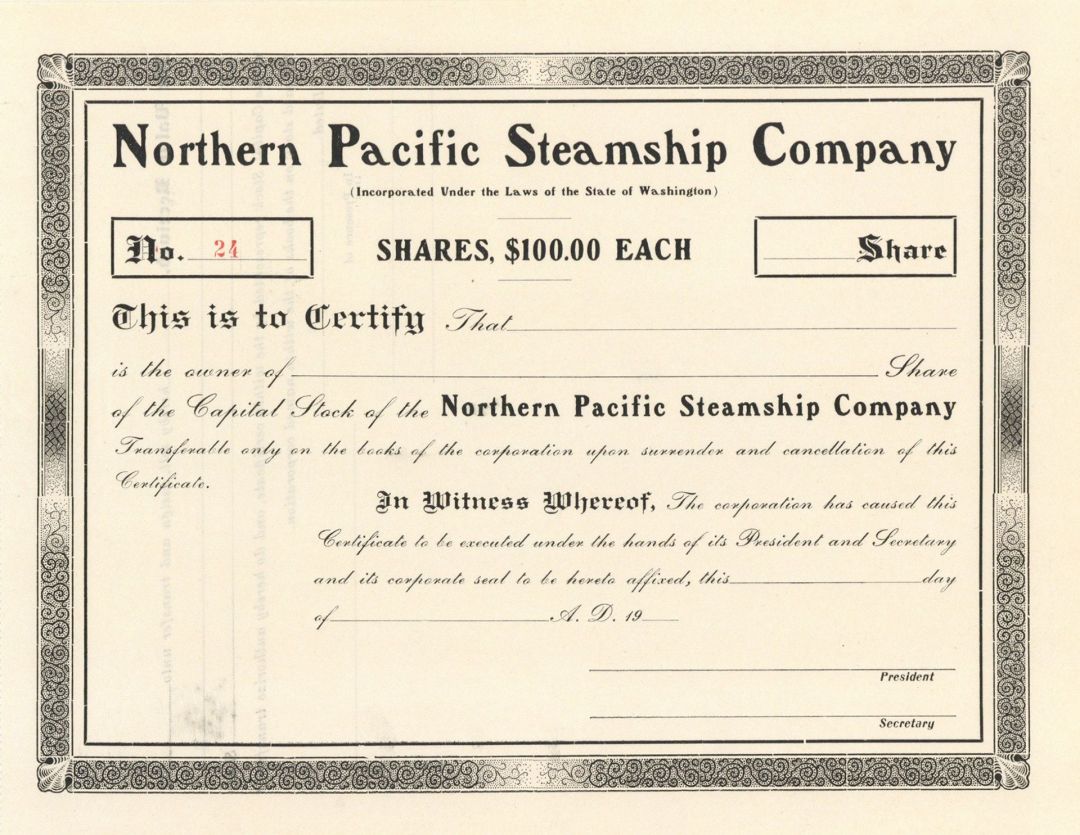 Northern Pacific Steamship Company
(Incorporated Under the Laws of the State of Washington)
No. 24
SHARES, $100.00 EACH
Share
This is to Certify That
is the owner of Share
of the Capital Stock of the Northern Pacific Steamship Company
Transferable only on the books of the corporation upon surrender and cancellation of this
Certificate.
In Witness Whereof, The corporation has caused this
Certificate to be executed under the hands of its President and Secretary
and its corporate seal to be hereto affixed, this day
of A. D. 19
President
Secretary